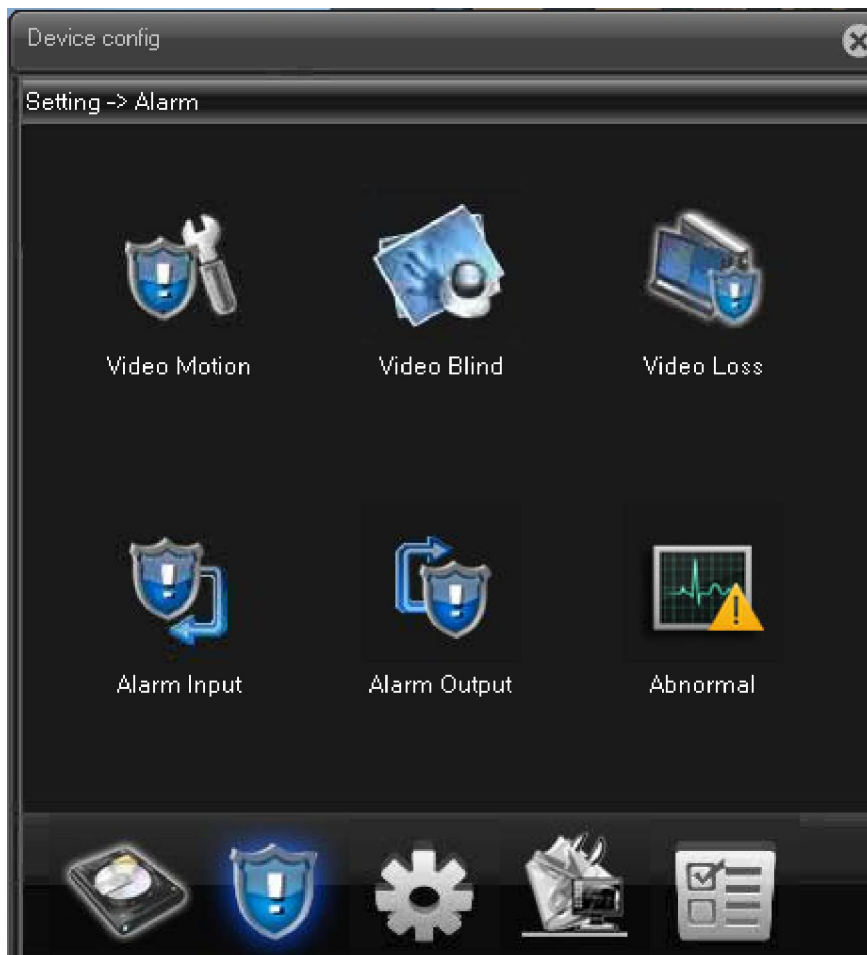 Device config
Setting -> Alarm
Video Motion
Video Blind
Video Loss
Alarm Input
Alarm Output
Abnormal